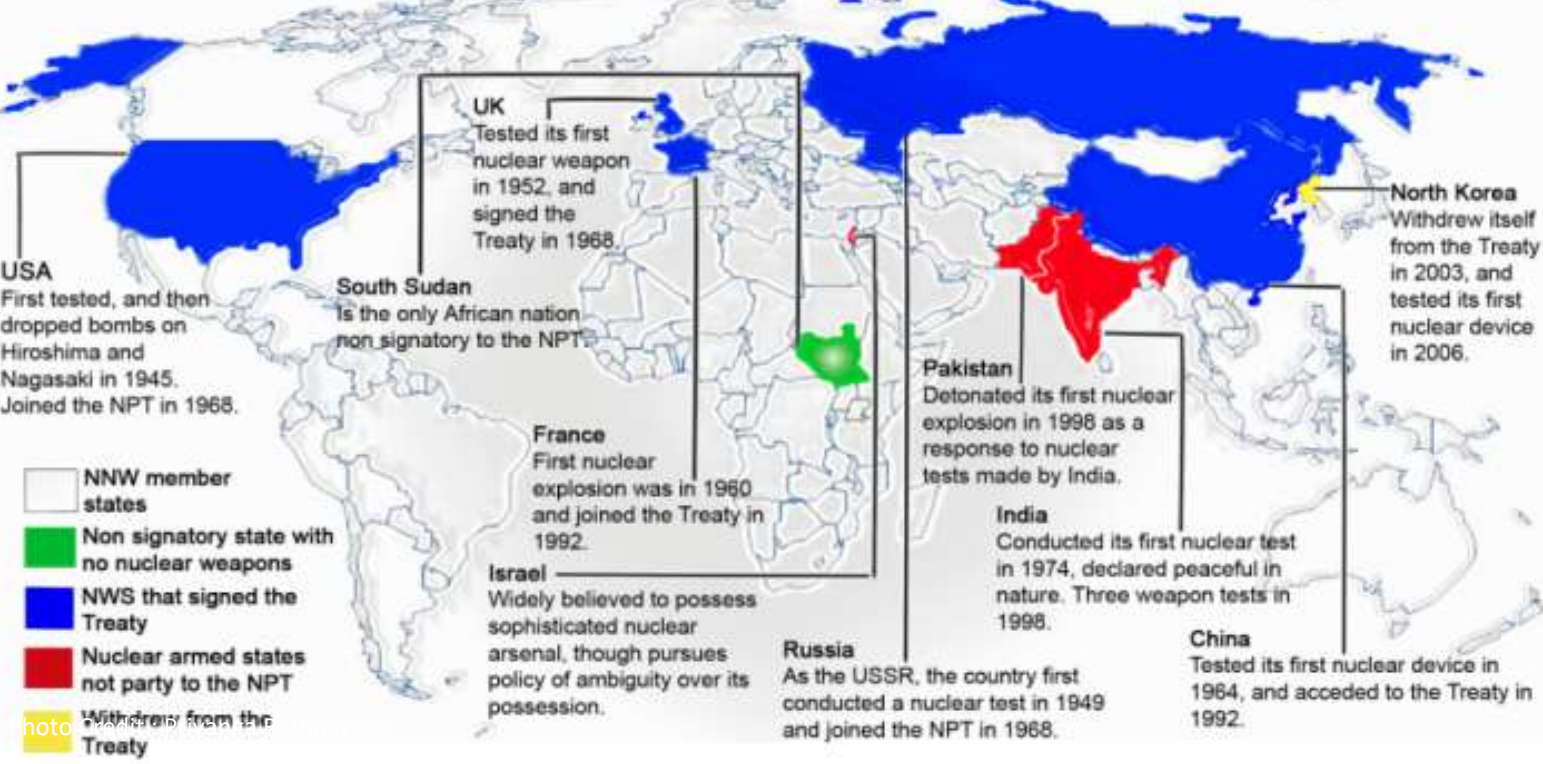 UK
Tested its first
nuclear weapon
in 1952, and
signed the
Treaty in 1968.
North Korea
Withdrew itself
from the Treaty
in 2003, and
tested its first
nuclear device
in 2006.
USA
First tested, and then
dropped bombs on
Hiroshima and
Nagasaki in 1945.
Joined the NPT in 1968.
South Sudan
Is the only African nation
non signatory to the NPT.
Pakistan
Detonated its first nuclear
explosion in 1998 as a
response to nuclear
tests made by India.
France
First nuclear
explosion was in 1960
and joined the Treaty in
1992.
India
Conducted its first nuclear test
in 1974, declared peaceful in
nature. Three weapon tests in
1998.
Israel
Widely believed to possess
sophisticated nuclear
arsenal, though pursues
policy of ambiguity over its
possession.
Russia
As the USSR, the country first
conducted a nuclear test in 1949
and joined the NPT in 1968.
China
Tested its first nuclear device in
1964, and acceded to the Treaty in
1992.
NNW member
states
Non signatory state with
no nuclear weapons
NWS that signed the
Treaty
Nuclear armed states
not party to the NPT
Withdrew from the
Treaty
Photo Credit: